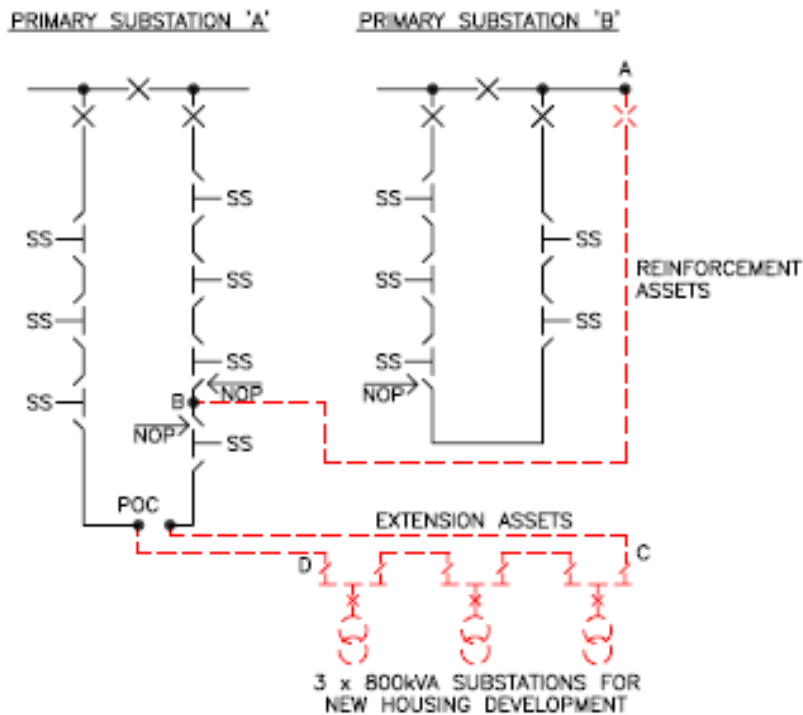 PRIMARY SUBSTATION 'A'
PRIMARY SUBSTATION 'B'
A
SS
SS
SS
SS
SS
SS
REINFORCEMENT
ASSETS
SS
SS
SS
SS
SS
NOP
NOP
SS
B
NOP
SS
POC
EXTENSION ASSETS
D
C
3 x 800kVA SUBSTATIONS FOR
NEW HOUSING DEVELOPMENT